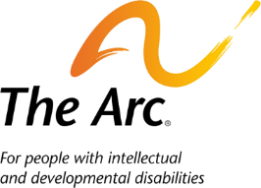 The Arc®
For people with intellectual
and developmental disabilities